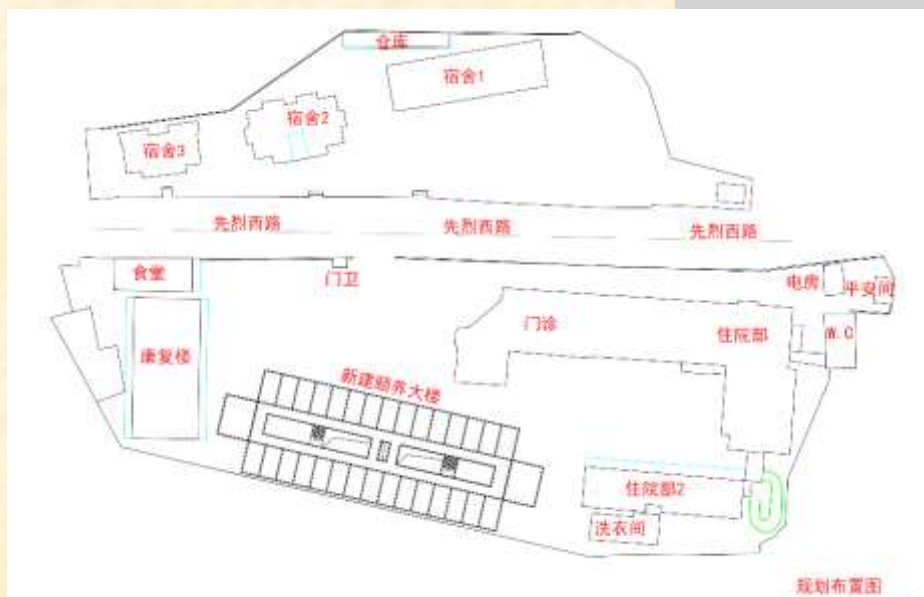 仓库
宿舍1
宿舍2
宿舍3
先烈西路
先烈西路
先烈西路
食堂
门卫
电房
平安间
门诊
住院部
W.C
康复楼
新建颐养大楼
住院部2
洗衣间
规划布置图